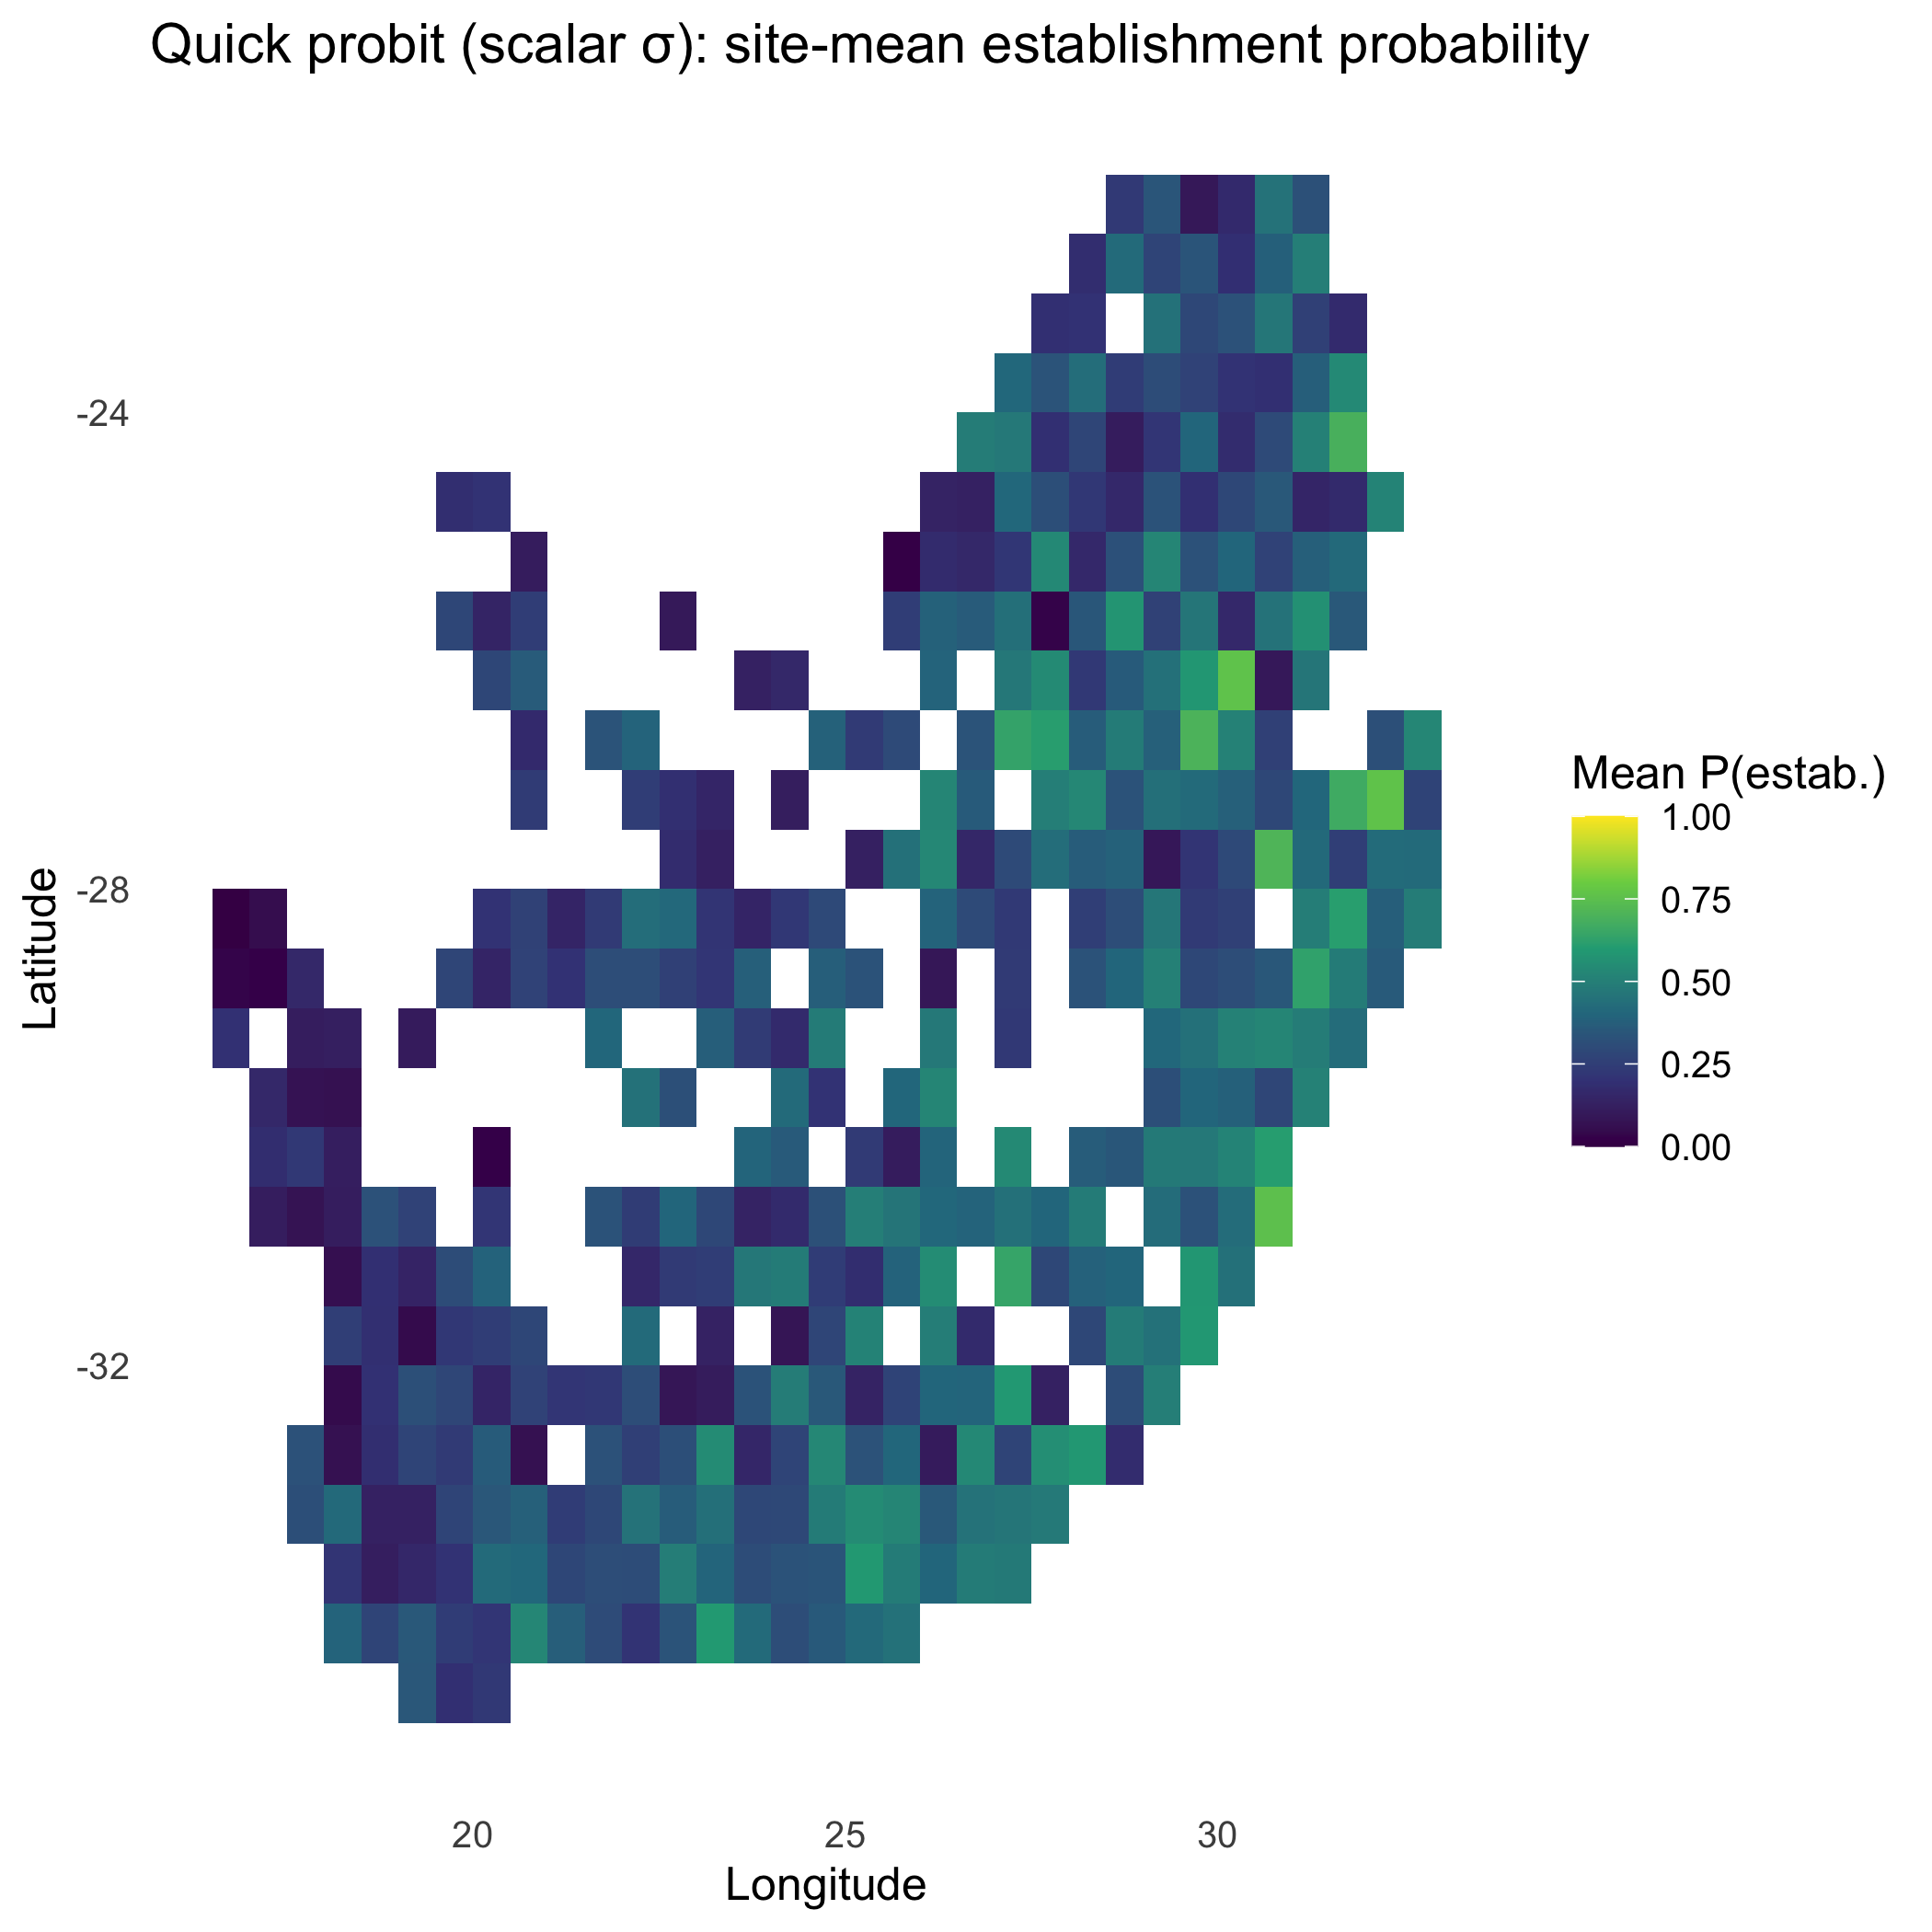 Quick probit (scalar σ): site-mean establishment probability
-24
-28
-32
Latitude
20
25
30
Longitude
Mean P(estab.)
1.00
0.75
0.50
0.25
0.00